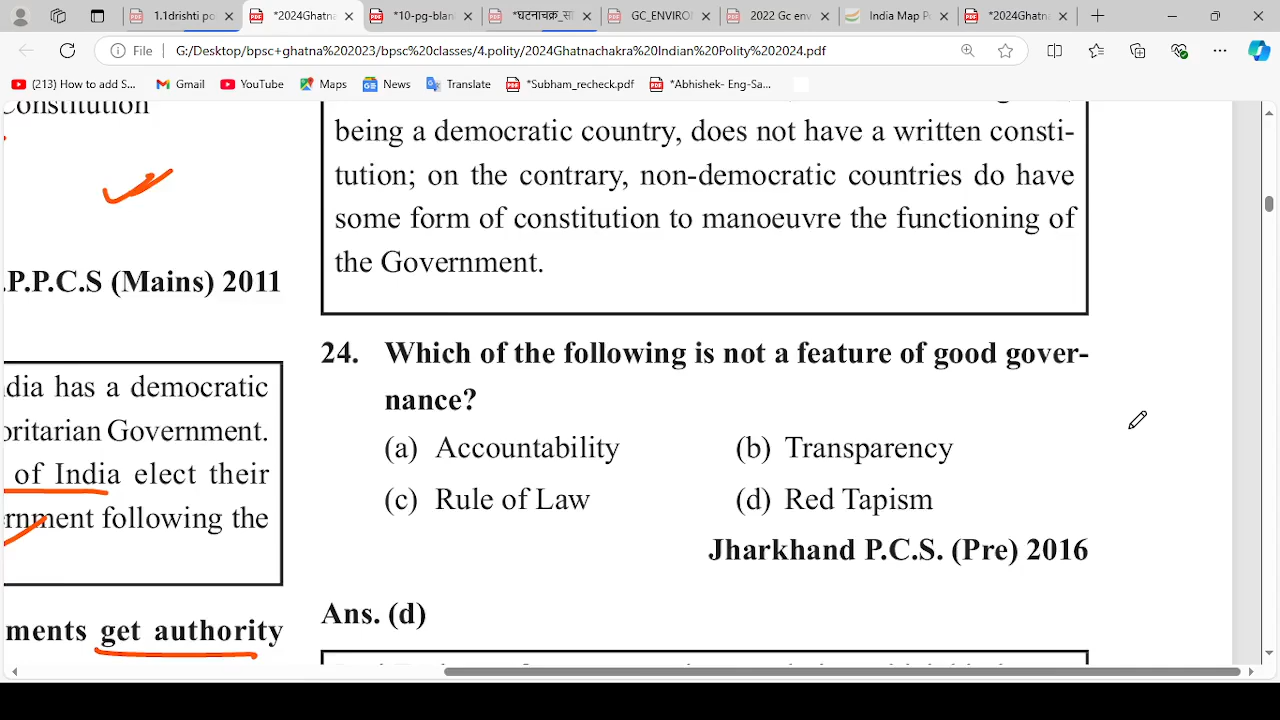 1.1drishti po
*2024Ghatna
*10-pg-blan
*घटनाचक्र_सा
GC_ENVIRON
2022 Gc env
India Map P
*2024Ghatna
File
G:/Desktop/bpsc+ghatna%202023/bpsc%20classes/4.polity/2024Ghatnachakra%20Indian%20Polity%202024.pdf
(213) How to add S...
Gmail
YouTube
Maps
News
Translate
*Subham_recheck.pdf
*Abhishek- Eng-Sa...
Constitution
.P.P.C.S (Mains) 2011
dia has a democratic
oritarian Government.
of India elect their
ernment following the
ments get authority
being a democratic country, does not have a written consti-
tution; on the contrary, non-democratic countries do have
some form of constitution to manoeuvre the functioning of
the Government.
24. Which of the following is not a feature of good gover-
nance?
(a) Accountability (b) Transparency
(c) Rule of Law (d) Red Tapism
Jharkhand P.C.S. (Pre) 2016
Ans. (d)